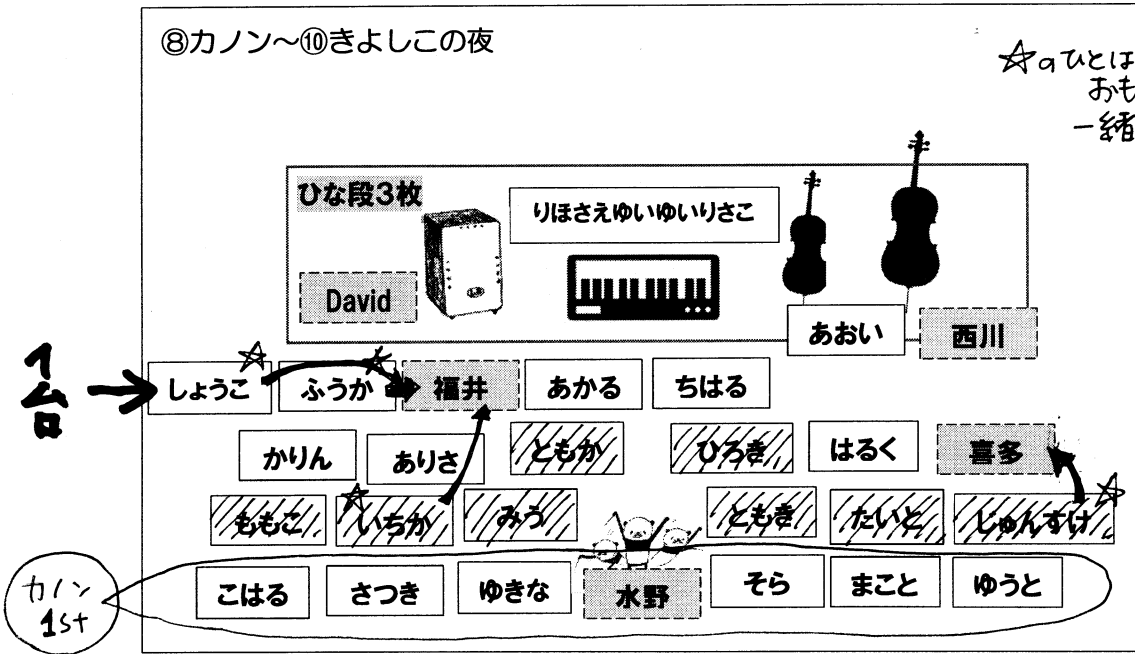 ⑧カノン～⑩きよしこの夜
☆のひとは
おも
一緒
ひな段3枚
りほさえゆいゆいりさこ
David
あおい
西川
1台
しょうこ
ふうか
福井
あかる
ちはる
かりん
ありさ
ともか
ひろき
はるく
喜多
ももこ
いちか
みう
ともき
たいと
じゅんすけ
カノン
1st
こはる
さつき
ゆきな
水野
そら
まこと
ゆうと